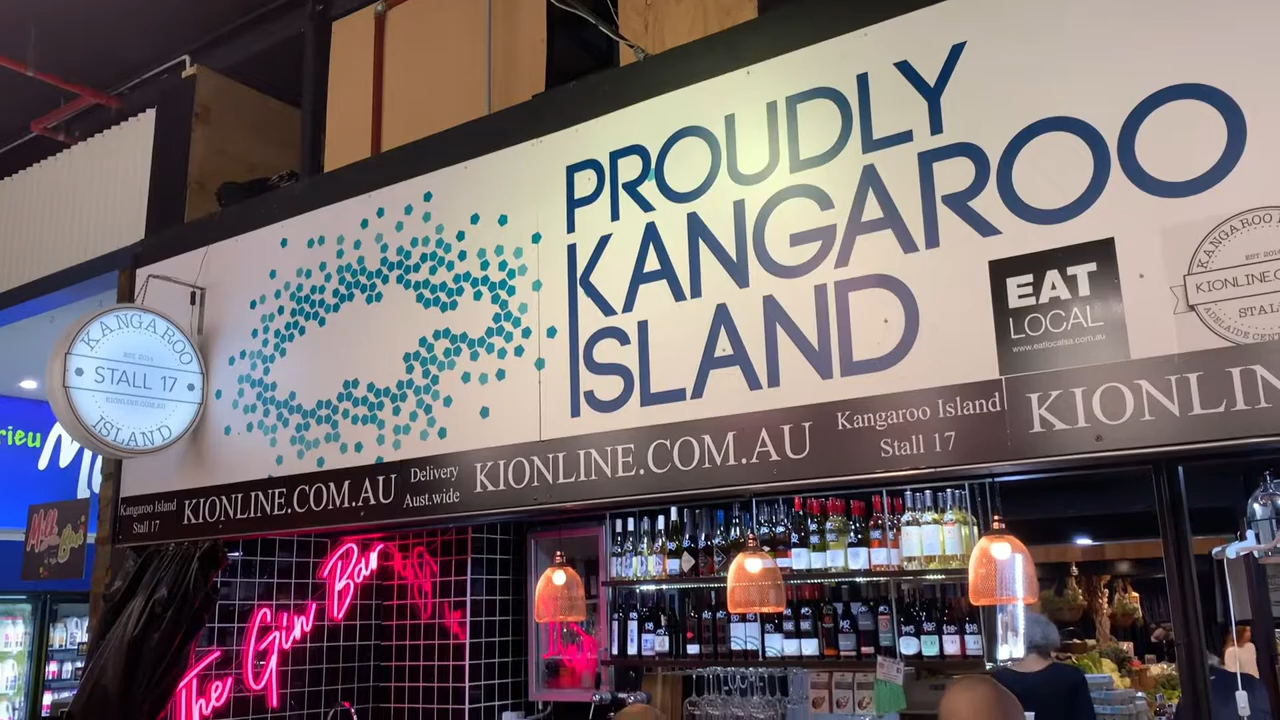 PROUDLY
KANGAROO
ISLAND
EAT
LOCAL
www.eatlocalsa.com.au
KANGAROO
EST. 2014
STALL 17
KIONLINE.COM.AU
ISLAND
KANGAROO
EST. 2014
KIONLINE.C
STAL
ADELAIDE CENT
Kangaroo Island
Stall 17
KIONLINE.COM.AU
Delivery
Aust.wide
KIONLINE.COM.AU
Kangaroo Island
Stall 17
KIONLIN
rieu
The Gin Bar